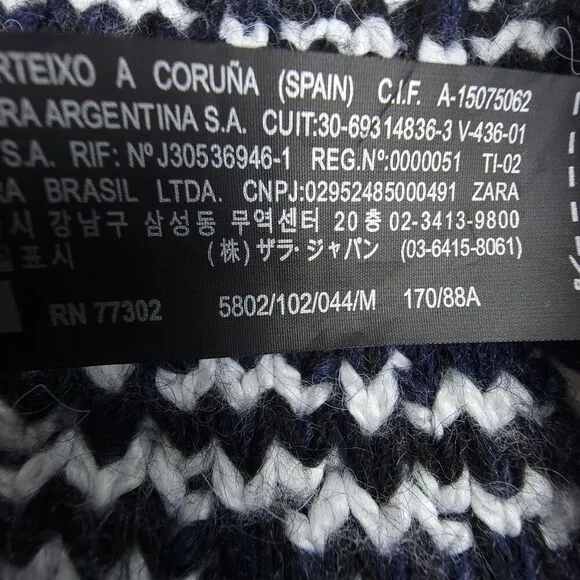 RTEIXO A CORUÑA (SPAIN) C.I.F. A-15075062
RA ARGENTINA S.A. CUIT:30-69314836-3 V-436-01
S.A. RIF: Nº J30536946-1 REG.Nº:0000051 TI-02
RA BRASIL LTDA. CNPJ:02952485000491 ZARA
시 강남구 삼성동 무역센터 20층 02-3413-9800
표시 (株) ザラ・ジャパン (03-6415-8061)
RN 77302 5802/102/044/M 170/88A